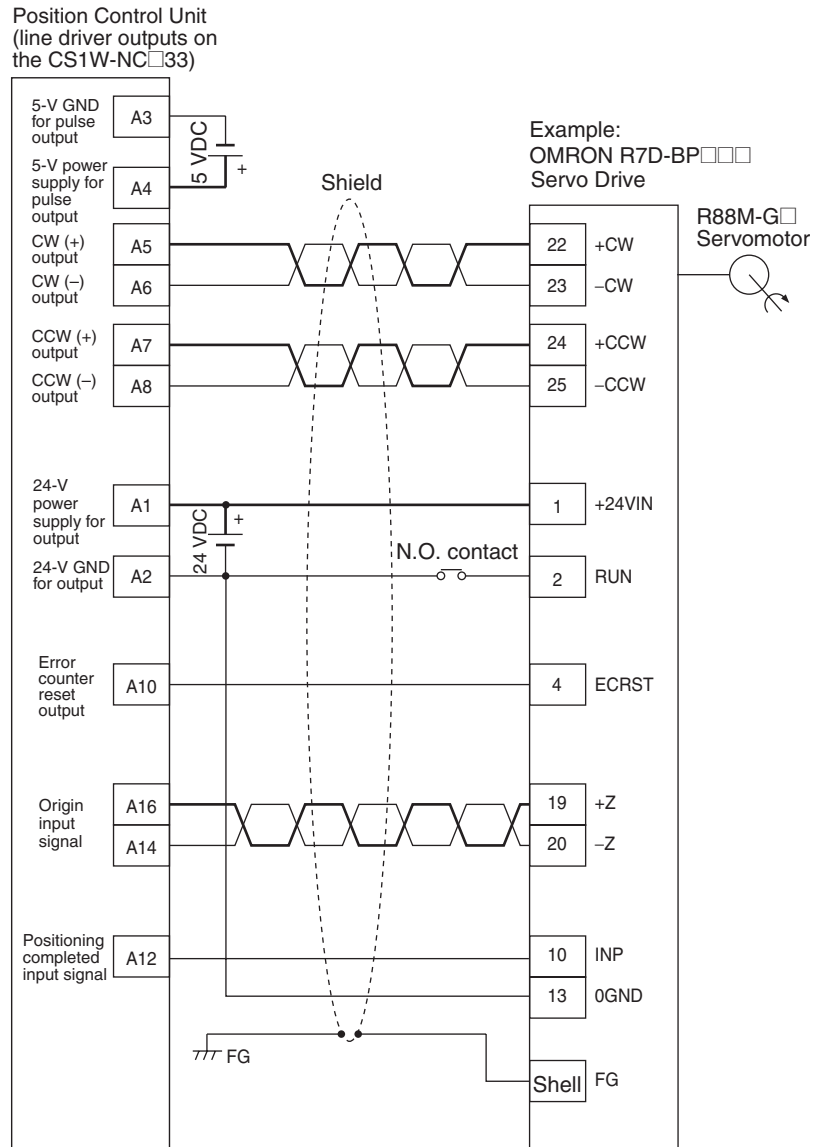 Position Control Unit
(line driver outputs on
the CS1W-NC□33)
5-V GND
for pulse
output
A3
5 VDC
+
5-V power
supply for
pulse
output
A4
Example:
OMRON R7D-BP□□□
Servo Drive
Shield
R88M-G□
Servomotor
CW (+)
output
A5
22
+CW
CW (–)
output
A6
23
–CW
CCW (+)
output
A7
24
+CCW
CCW (–)
output
A8
25
–CCW
24-V
power
supply for
output
A1
24 VDC
+
1
+24VIN
24-V GND
for output
A2
N.O. contact
2
RUN
Error
counter
reset
output
A10
4
ECRST
Origin
input
signal
A16
A14
19
+Z
20
–Z
Positioning
completed
input signal
A12
10
INP
13
0GND
FG
Shell
FG